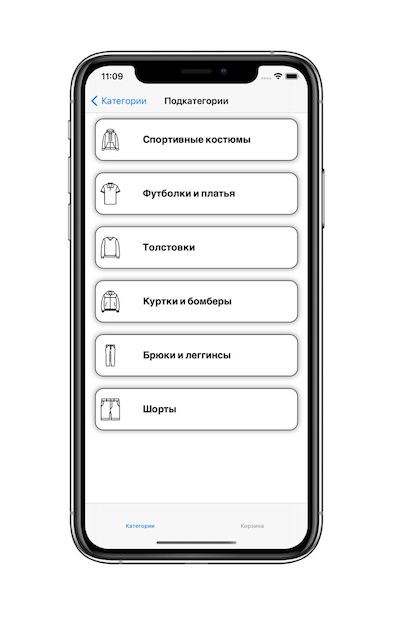 11:09
Категории
Подкатегории
Спортивные костюмы
Футболки и платья
Толстовки
Куртки и бомберы
Брюки и леггинсы
Шорты
Категории
Корзина